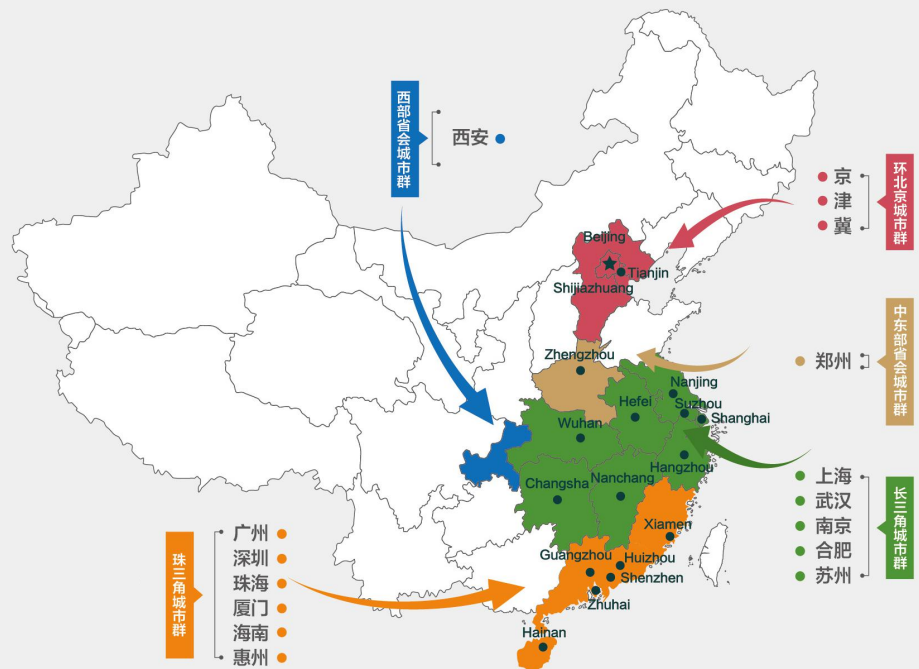 西部省会城市群
西安
环北京城市群
京
津
冀
Beijing
Tianjin
Shijiazhuang
中东部省会城市群
郑州
Zhengzhou
Nanjing
Hefei
Suzhou
Shanghai
Wuhan
Hangzhou
Changsha
Nanchang
长三角城市群
上海
武汉
南京
合肥
苏州
Xiamen
Guangzhou
Huizhou
Shenzhen
Zhuhai
Hainan
珠三角城市群
广州
深圳
珠海
厦门
海南
惠州